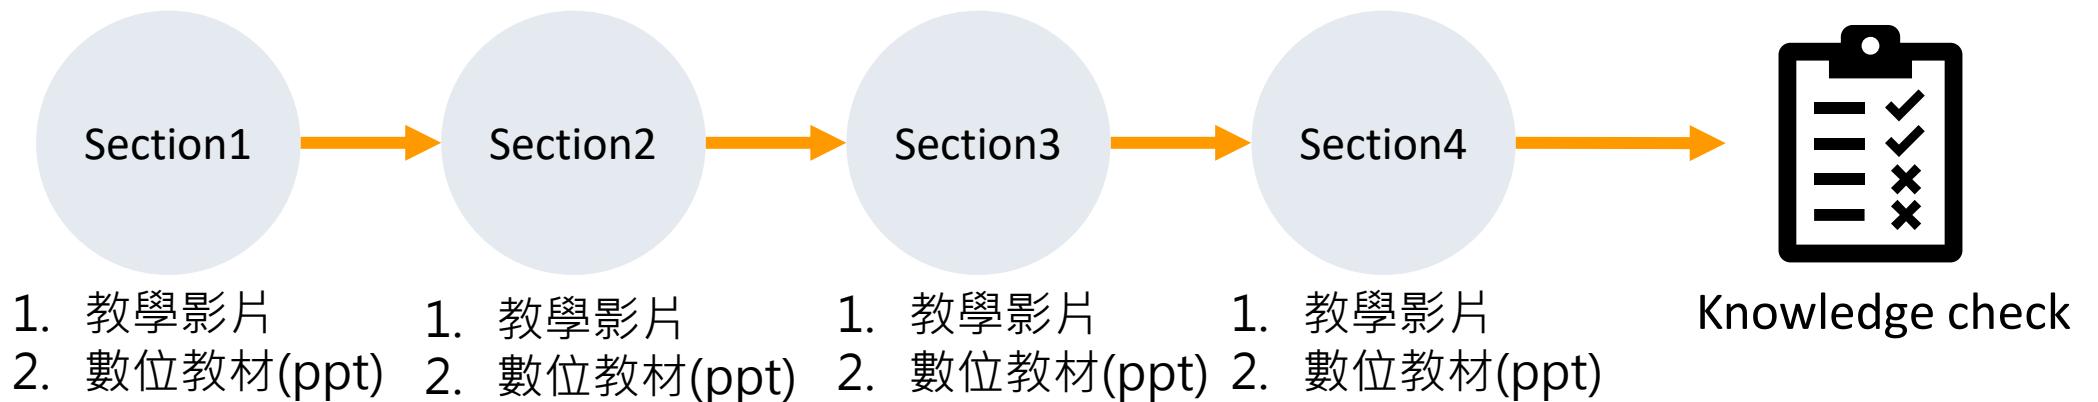 Section1
Section2
Section3
Section4
1. 教學影片
2. 數位教材(ppt)
1. 教學影片
2. 數位教材(ppt)
1. 教學影片
2. 數位教材(ppt)
1. 教學影片
2. 數位教材(ppt)
Knowledge check